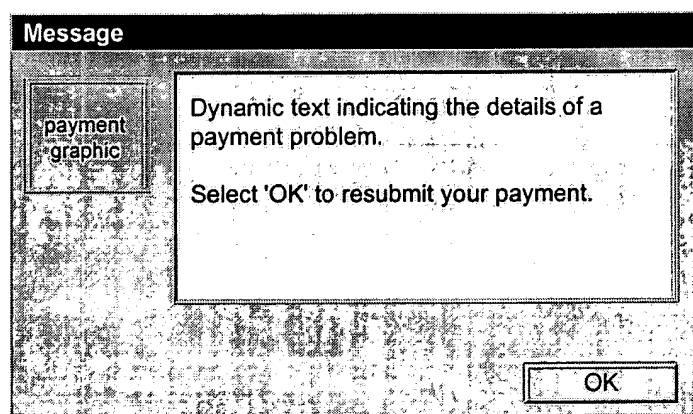 Message
payment
graphic
Dynamic text indicating the details of a
payment problem.
Select 'OK' to resubmit your payment.
OK